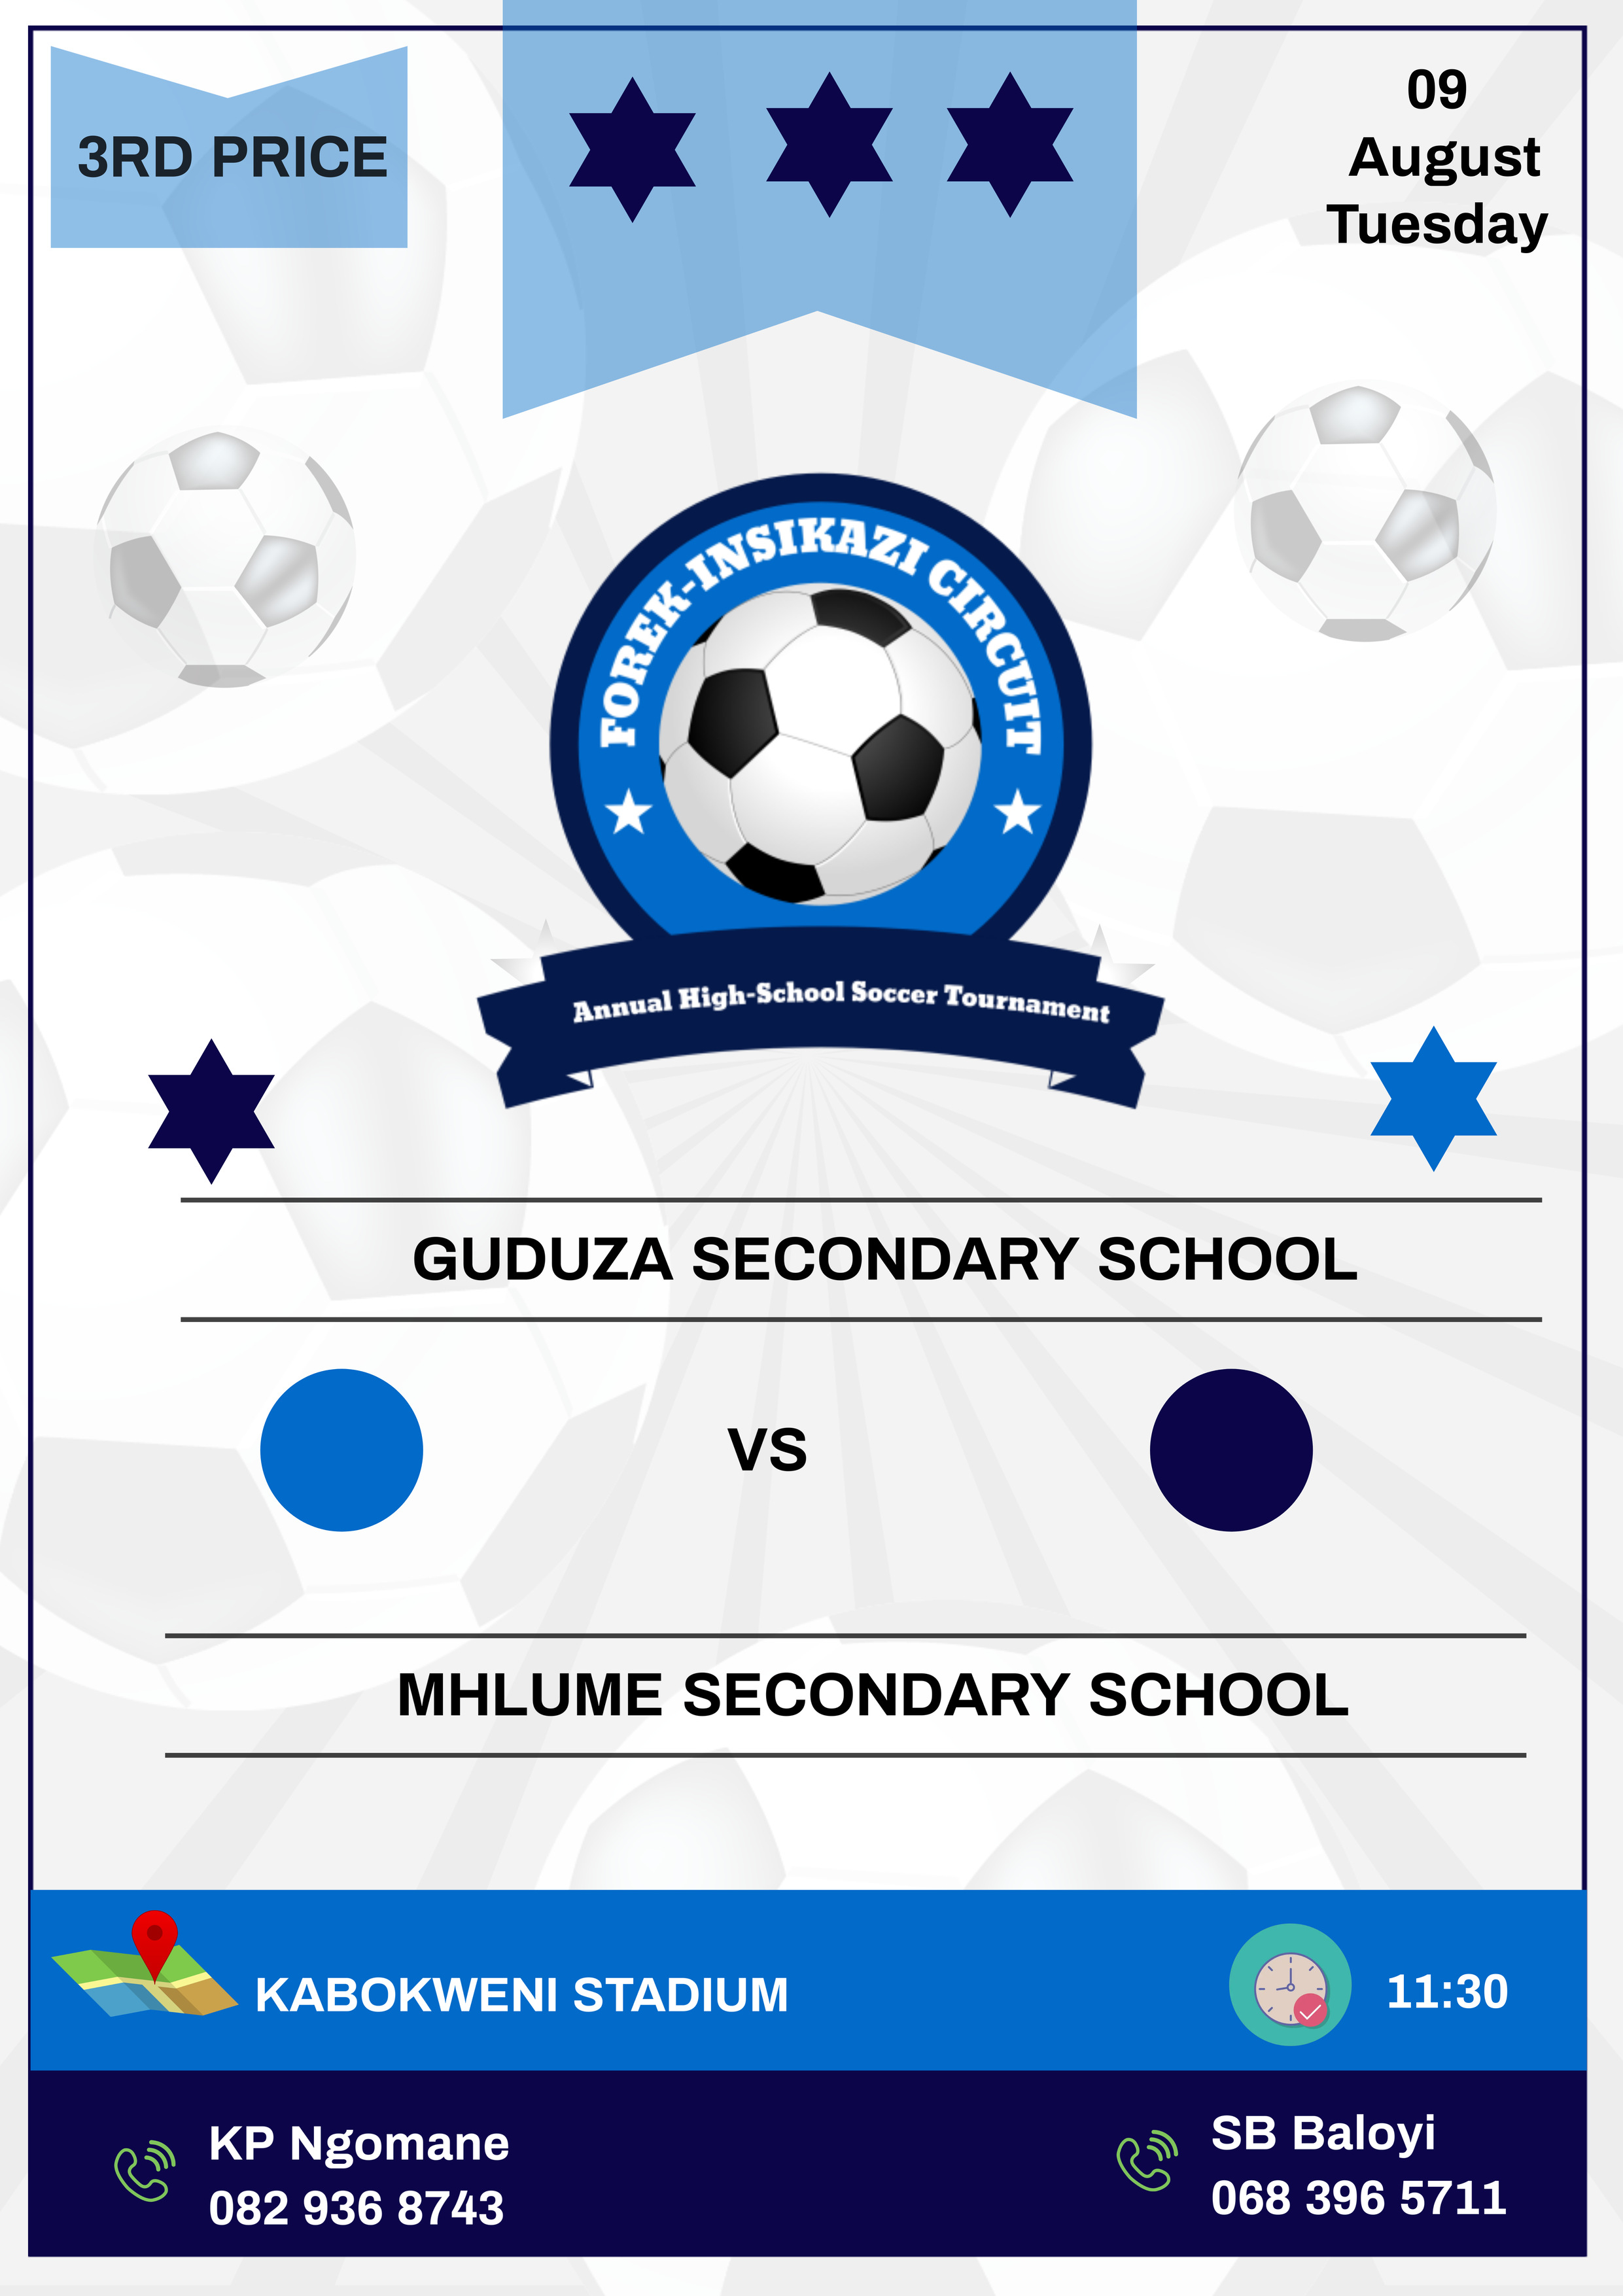 3RD PRICE
09
August
Tuesday
FOREK-INSIKAZI CIRCUIT
Annual High-School Soccer Tournament
GUDUZA SECONDARY SCHOOL
VS
MHLUME SECONDARY SCHOOL
KABOKWENI STADIUM
11:30
KP Ngomane
082 936 8743
SB Baloyi
068 396 5711